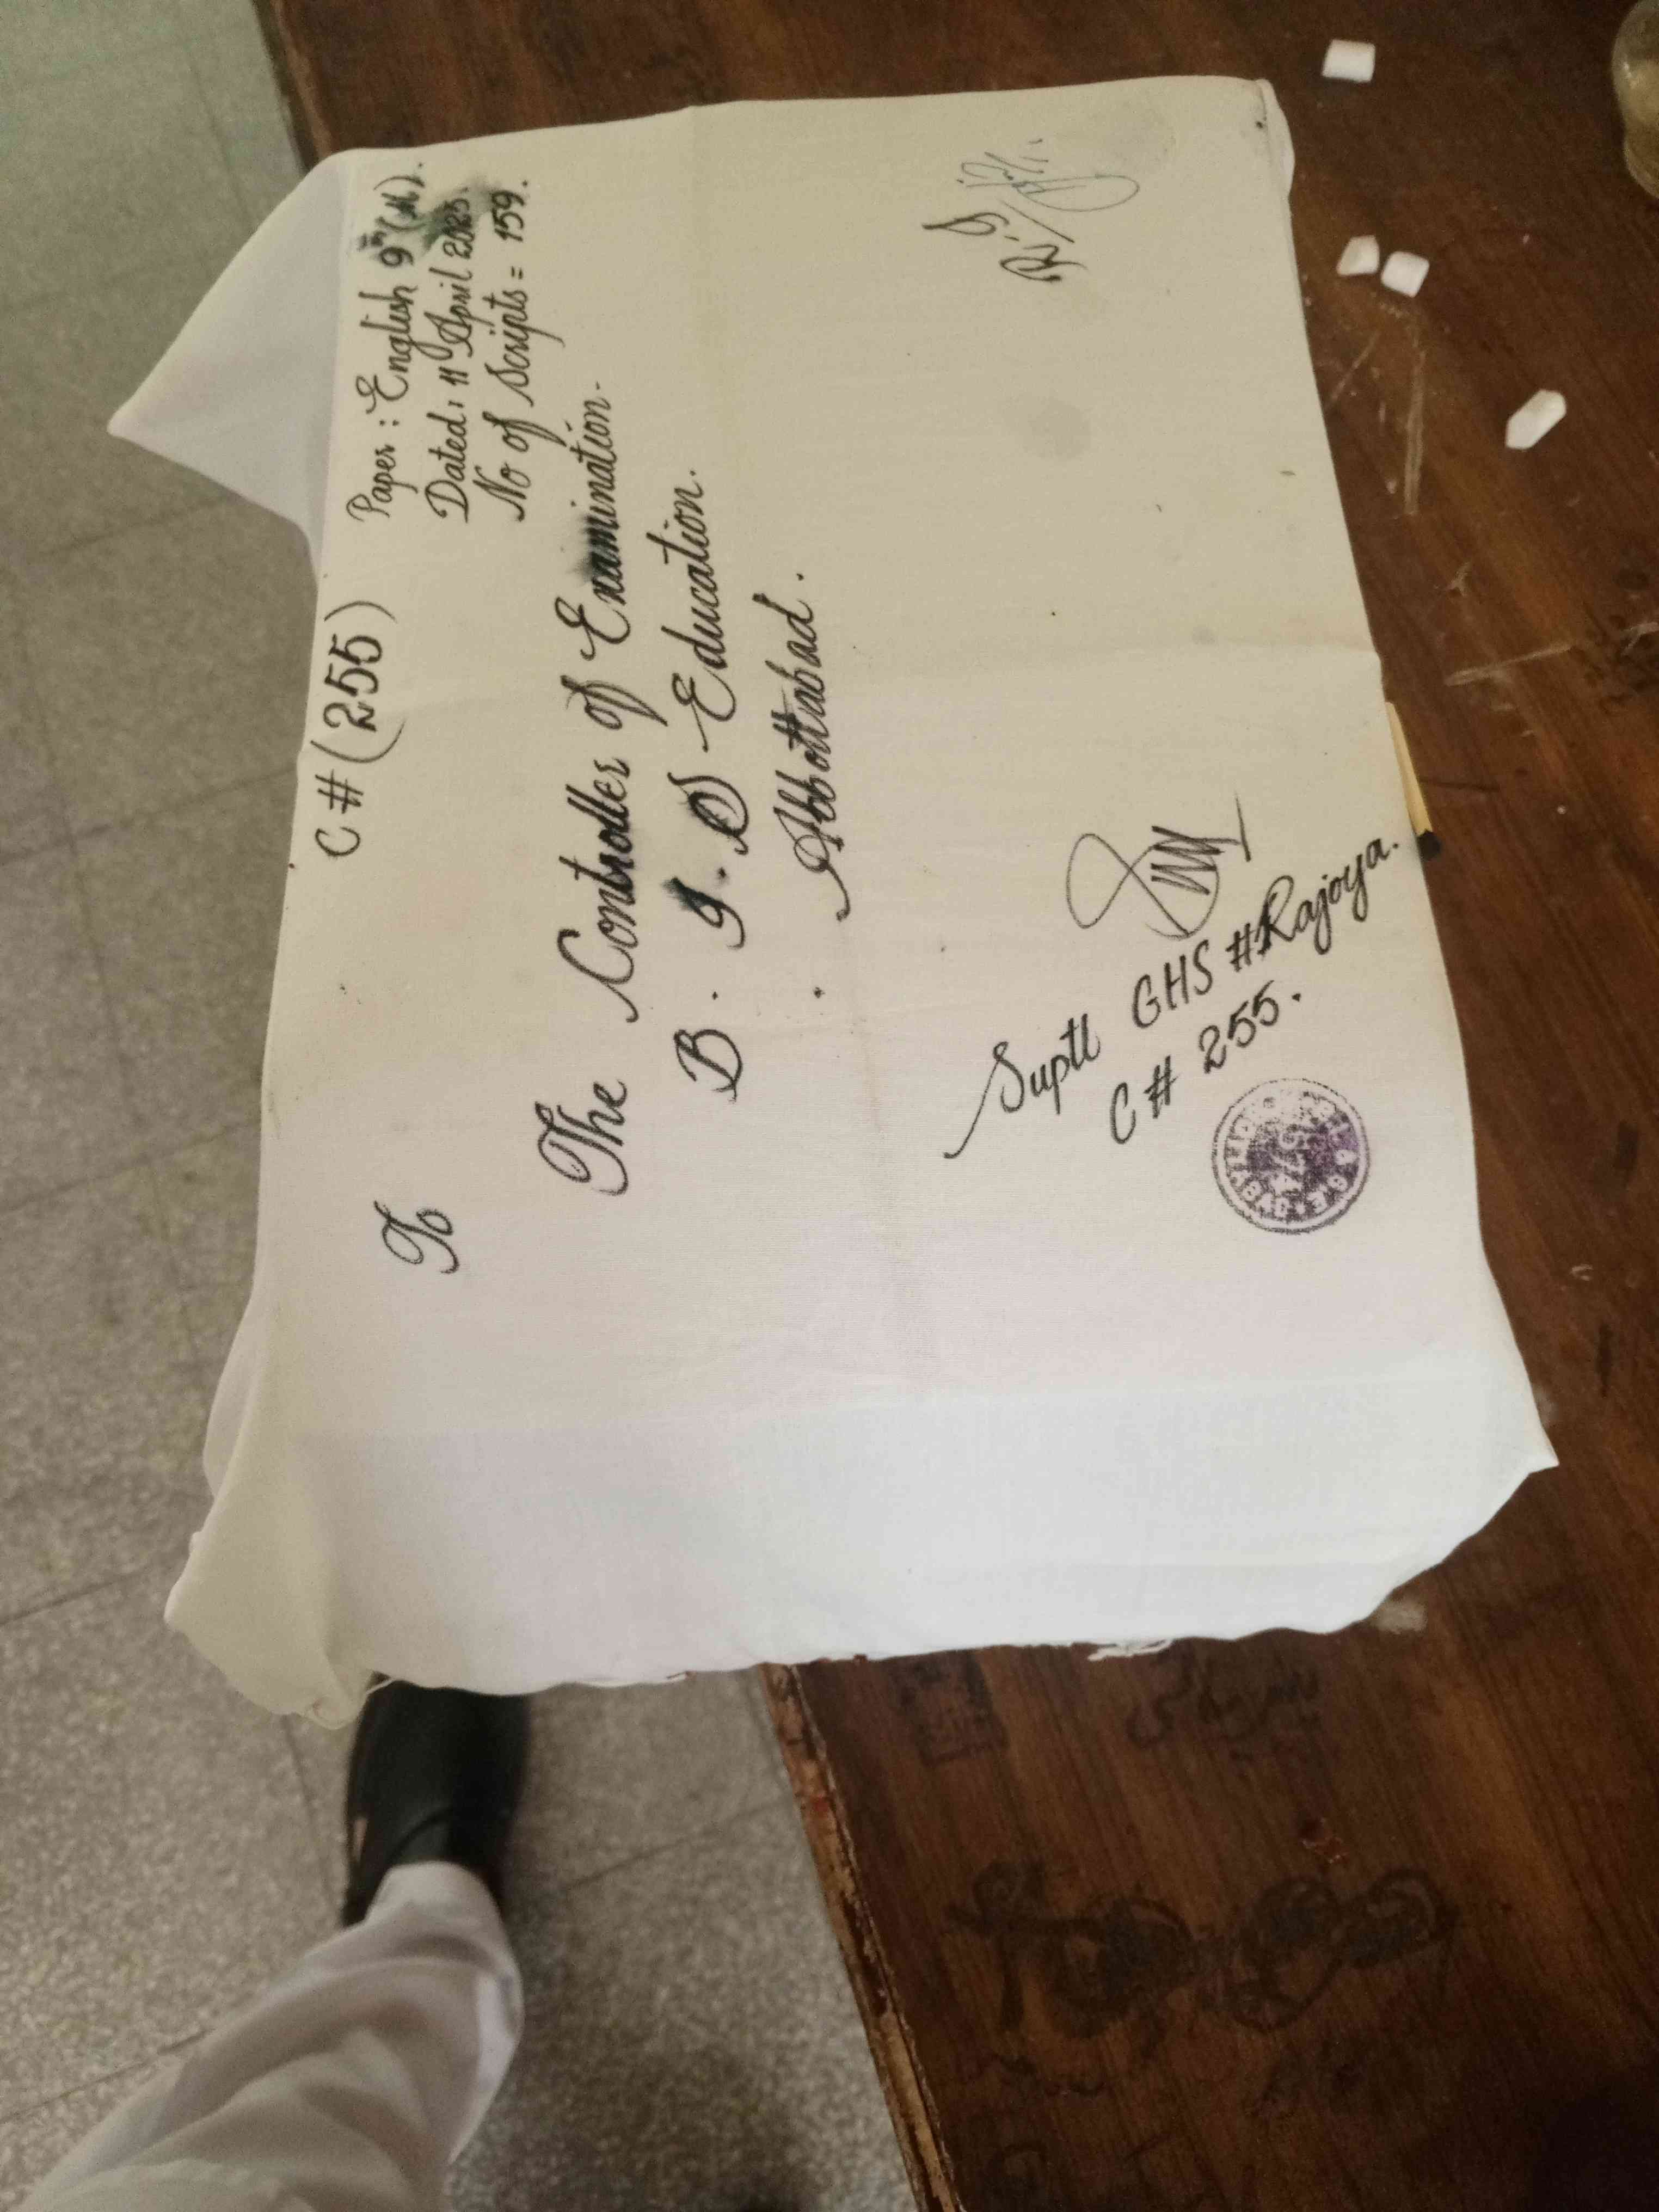 C # (255)
Paper : English 9th (M).
Dated, 11 April 2025.
No of Scripts = 159.
To
The Controller of Examination.
B . I . S Education.
Abbottabad .
Suptt GHS # Rajoya.
C # 255.
R.I